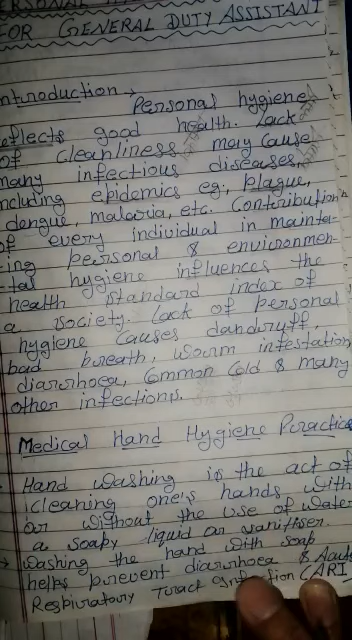 PERSONAL
FOR GENERAL DUTY ASSISTANT
Introduction →
Personal hygiene
reflects good health. Lack
of cleanliness may cause
many infectious diseases,
including epidemics eg, plague,
dengue, malaria, etc. Contribution
of every individual in maintai-
-ing personal & environmen-
-tal hygiene influences the
health standard index of
a society. Lack of personal
hygiene causes dandruff,
bad breath, worm infestation,
diarrhoea, Common Cold & many
other infections.
Medical Hand Hygiene Practice
Hand washing is the act of
cleaning one's hands with
or without the use of water
a soapy liquid or sanitiser.
→ Washing the hand with soap
helps prevent diarrhoea & Acute
Respiratory Tract Infection (ARI